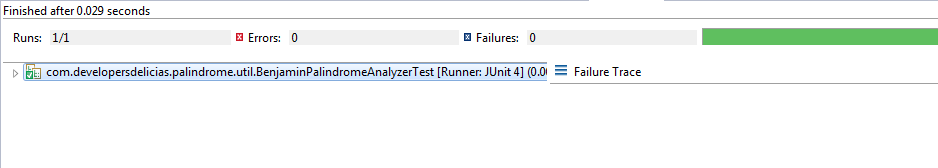 Finished after 0.029 seconds
Runs: 1/1 Errors: 0 Failures: 0
com.developersdelicias.palindrome.util.BenjaminPalindromeAnalyzerTest [Runner: JUnit 4] (0.00 Failure Trace